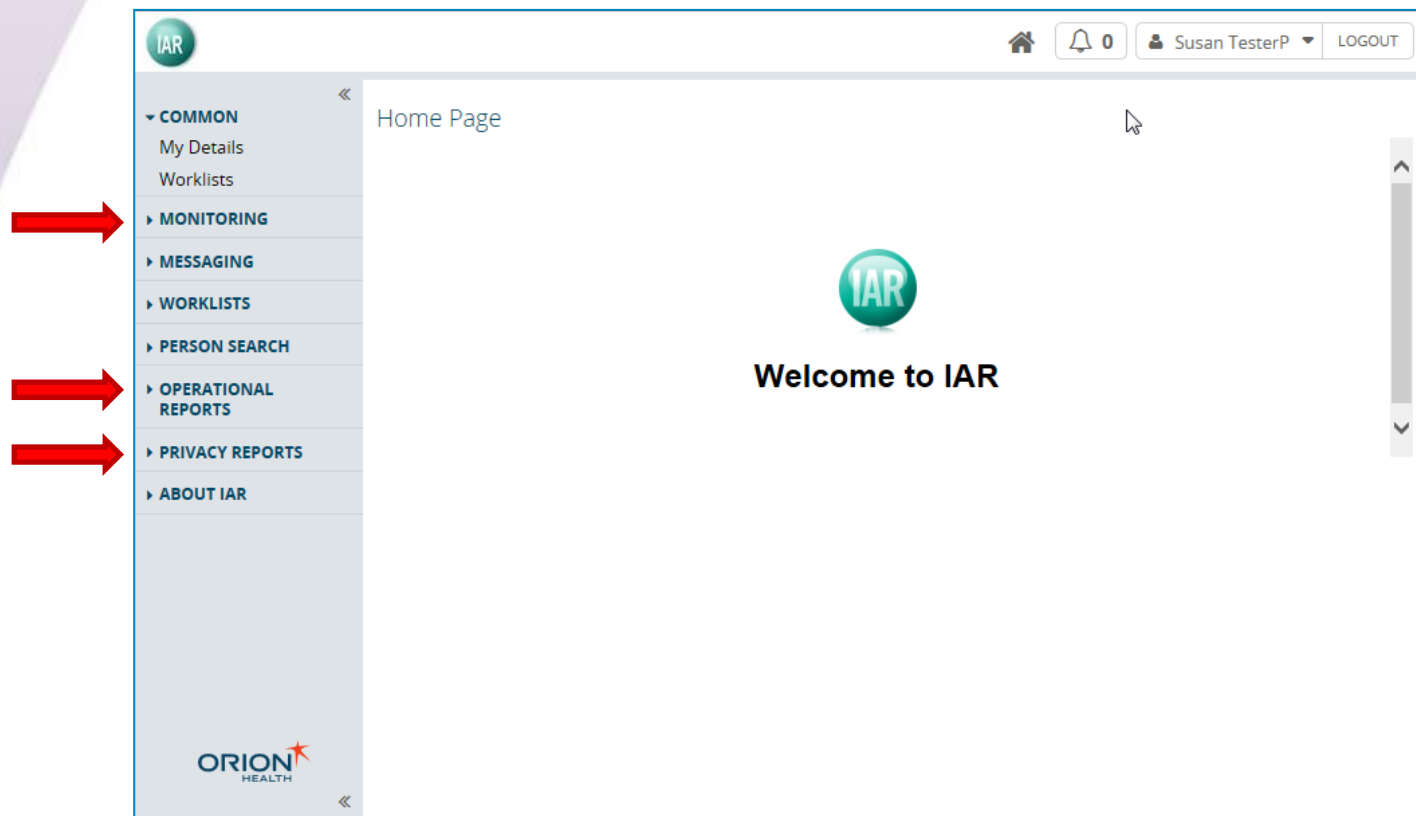 IAR
0
Susan TesterP
LOGOUT
COMMON
My Details
Worklists
MONITORING
MESSAGING
WORKLISTS
PERSON SEARCH
OPERATIONAL
REPORTS
PRIVACY REPORTS
ABOUT IAR
ORION
HEALTH
Home Page
IAR
Welcome to IAR